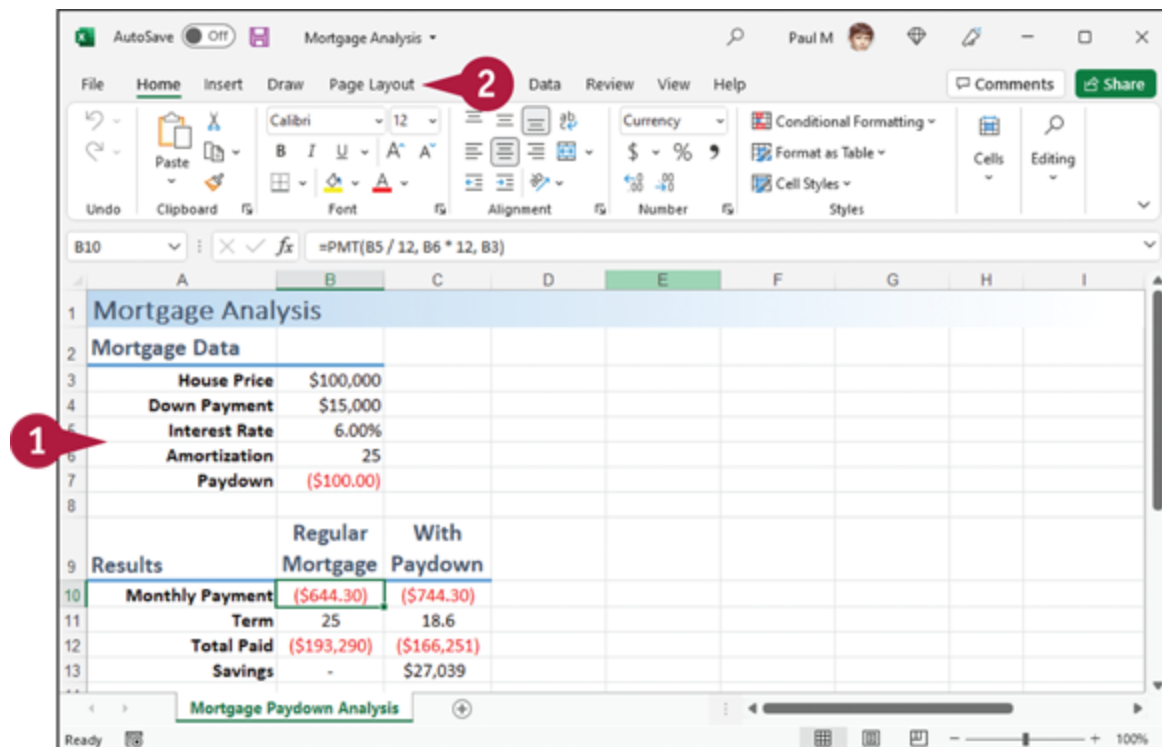 AutoSave Off Mortgage Analysis Paul M
File Home Insert Draw Page Layout 2 Data Review View Help Comments Share
Calibri 12 Currency Conditional Formatting
Paste B I U A A $ % 9 Format as Table Cells Editing
A Cell Styles
Undo Clipboard Font Alignment Number Styles
B10 fx =PMT(B5 / 12, B6 * 12, B3)
A B C D E F G H I
1 Mortgage Analysis
2 Mortgage Data
3 House Price $100,000
4 Down Payment $15,000
5 Interest Rate 6.00%
1
6 Amortization 25
7 Paydown ($100.00)
8
Regular With
9 Results Mortgage Paydown
10 Monthly Payment ($644.30) ($744.30)
11 Term 25 18.6
12 Total Paid ($193,290) ($166,251)
13 Savings - $27,039
Mortgage Paydown Analysis
Ready 100%